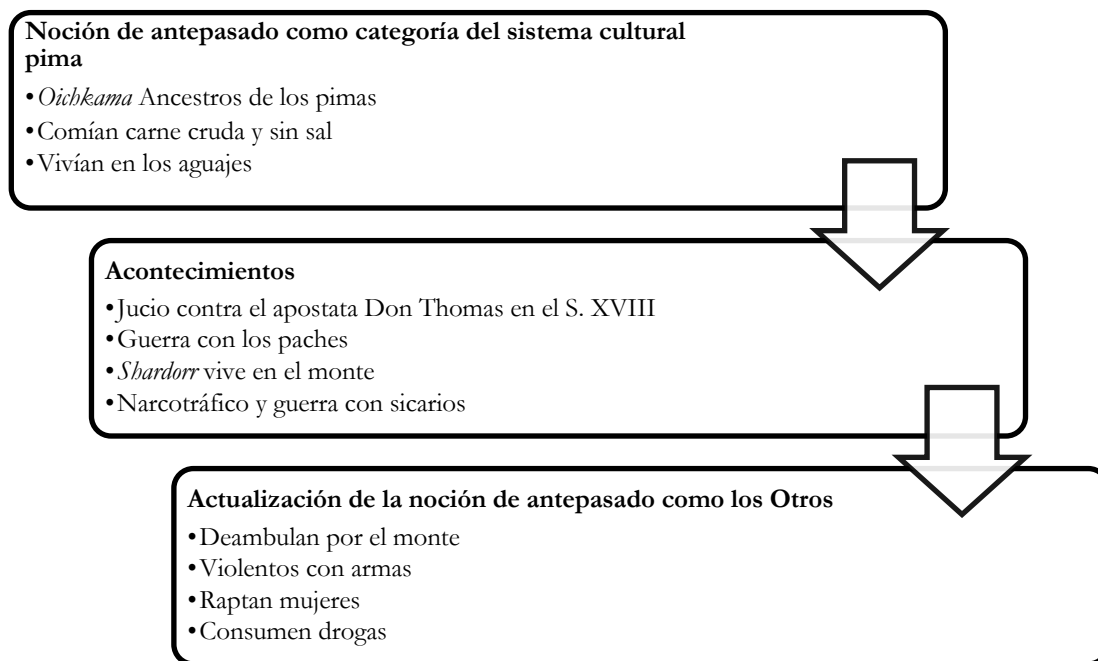 Noción de antepasado como categoría del sistema cultural
pima
•Oichkama Ancestros de los pimas
•Comían carne cruda y sin sal
•Vivían en los aguajes
Acontecimientos
•Jucio contra el apostata Don Thomas en el S. XVIII
•Guerra con los paches
•Shardorr vive en el monte
•Narcotráfico y guerra con sicarios
Actualización de la noción de antepasado como los Otros
•Deambulan por el monte
•Violentos con armas
•Raptan mujeres
•Consumen drogas